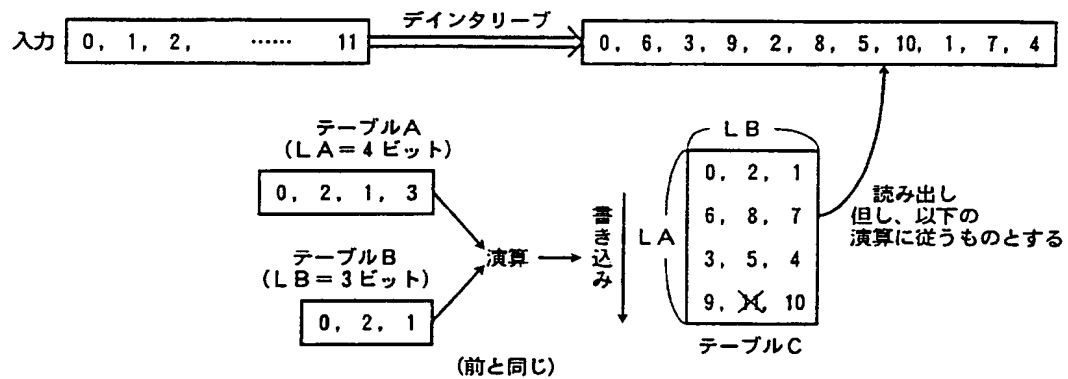 デインタリーブ
入力 0, 1, 2, …… 11
0, 6, 3, 9, 2, 8, 5, 10, 1, 7, 4
テーブルA
(LA=4ビット)
0, 2, 1, 3
テーブルB
(LB=3ビット)
0, 2, 1
演算
(前と同じ)
書き込み
LA
LB
0, 2, 1
6, 8, 7
3, 5, 4
9, 11, 10
テーブルC
読み出し
但し、以下の
演算に従うものとする